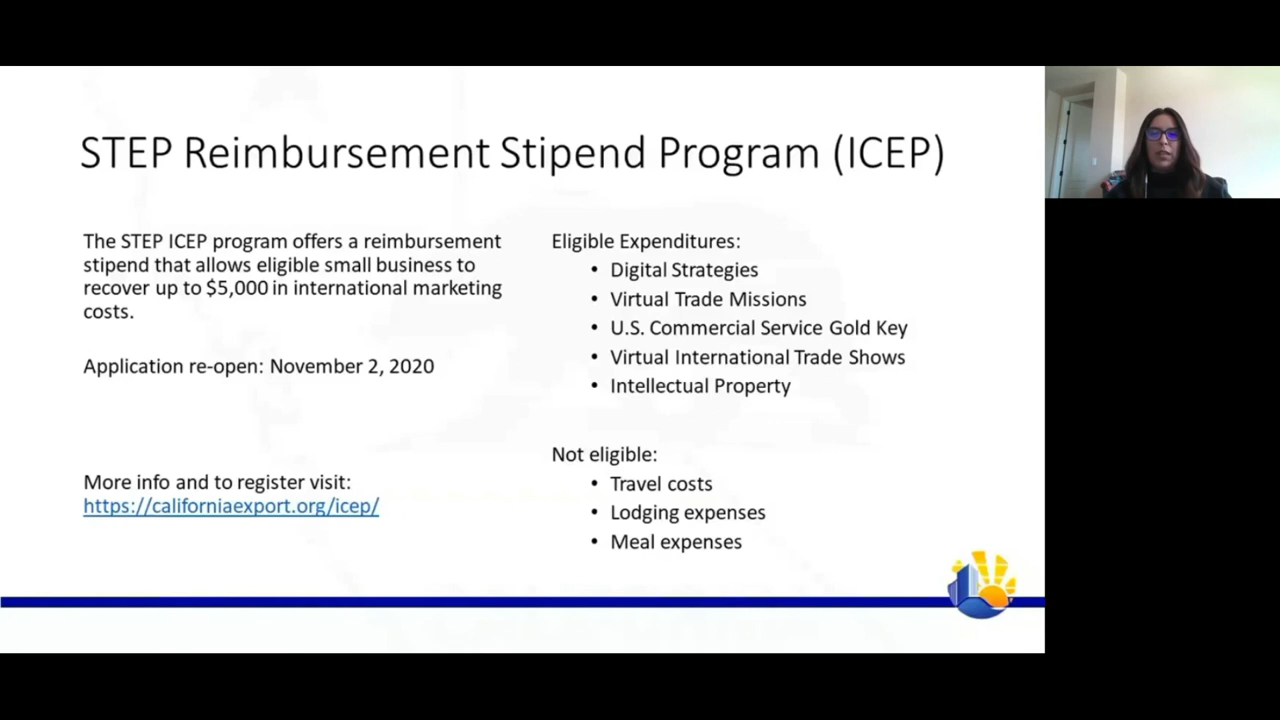 STEP Reimbursement Stipend Program (ICEP)
The STEP ICEP program offers a reimbursement
stipend that allows eligible small business to
recover up to $5,000 in international marketing
costs.
Application re-open: November 2, 2020
More info and to register visit:
https://californiaexport.org/icep/
Eligible Expenditures:
• Digital Strategies
• Virtual Trade Missions
• U.S. Commercial Service Gold Key
• Virtual International Trade Shows
• Intellectual Property
Not eligible:
• Travel costs
• Lodging expenses
• Meal expenses